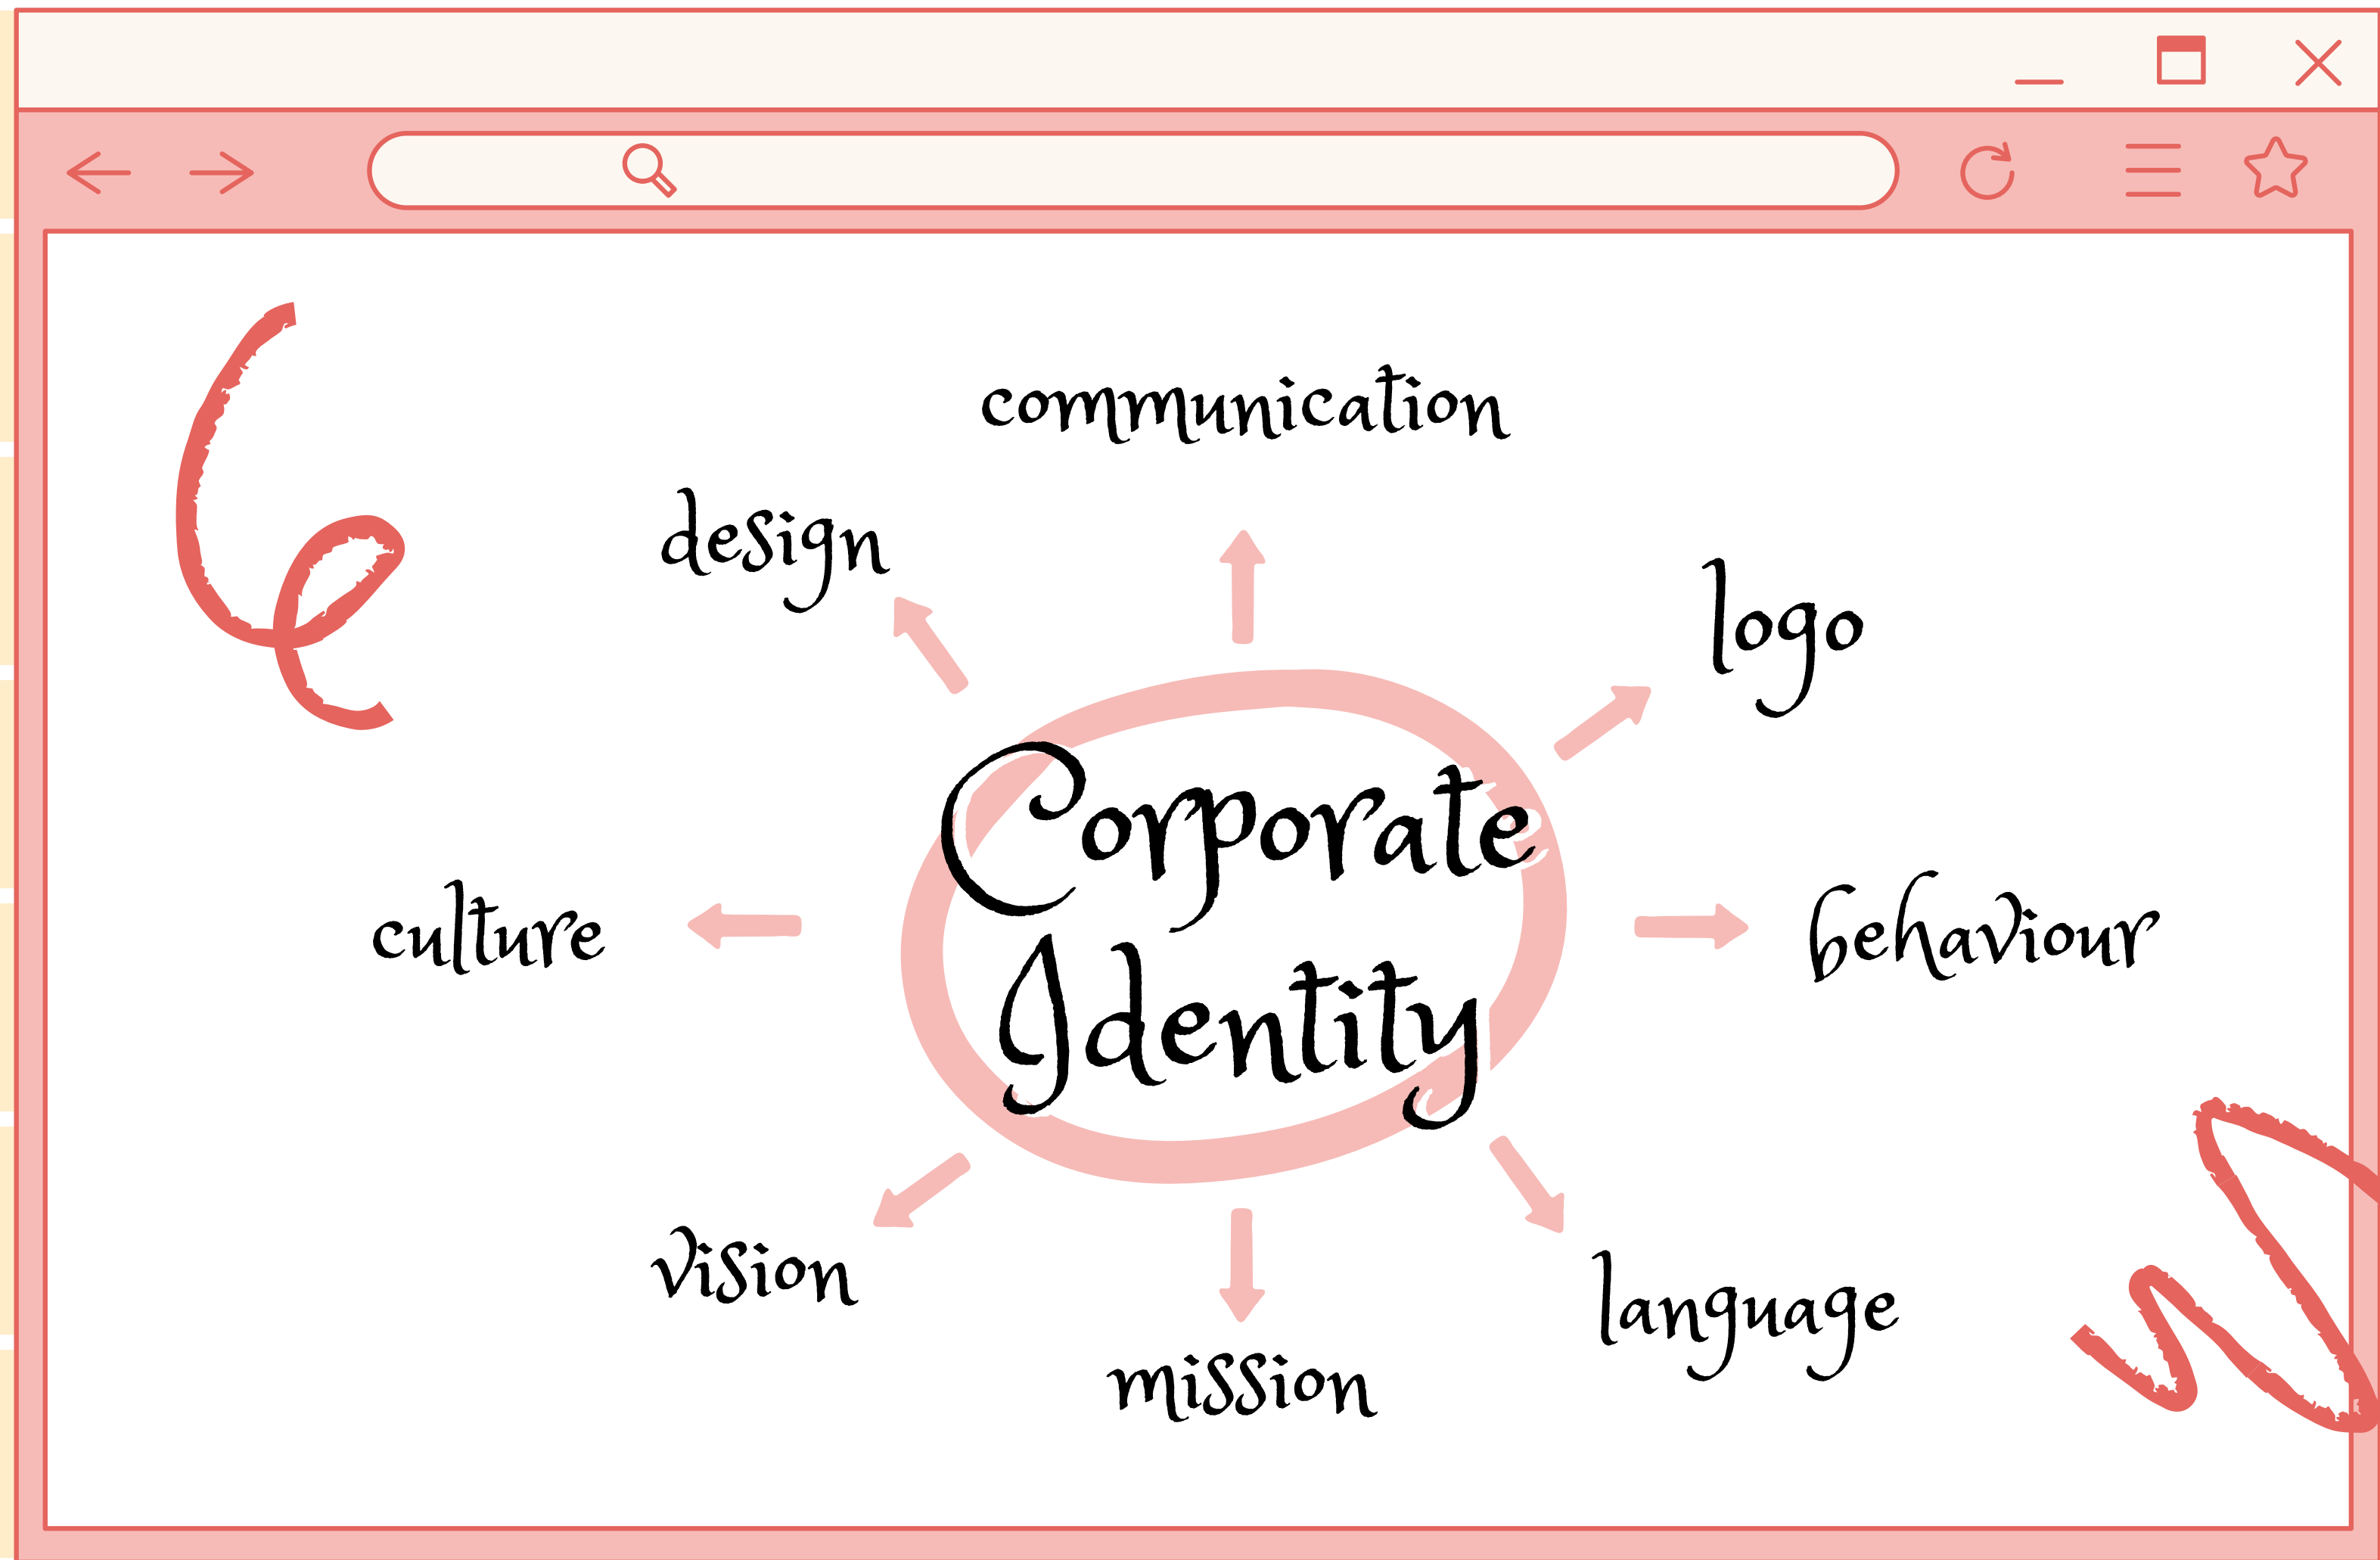 communication
design
logo
Corporate
Identity
culture
behaviour
vision
language
mission